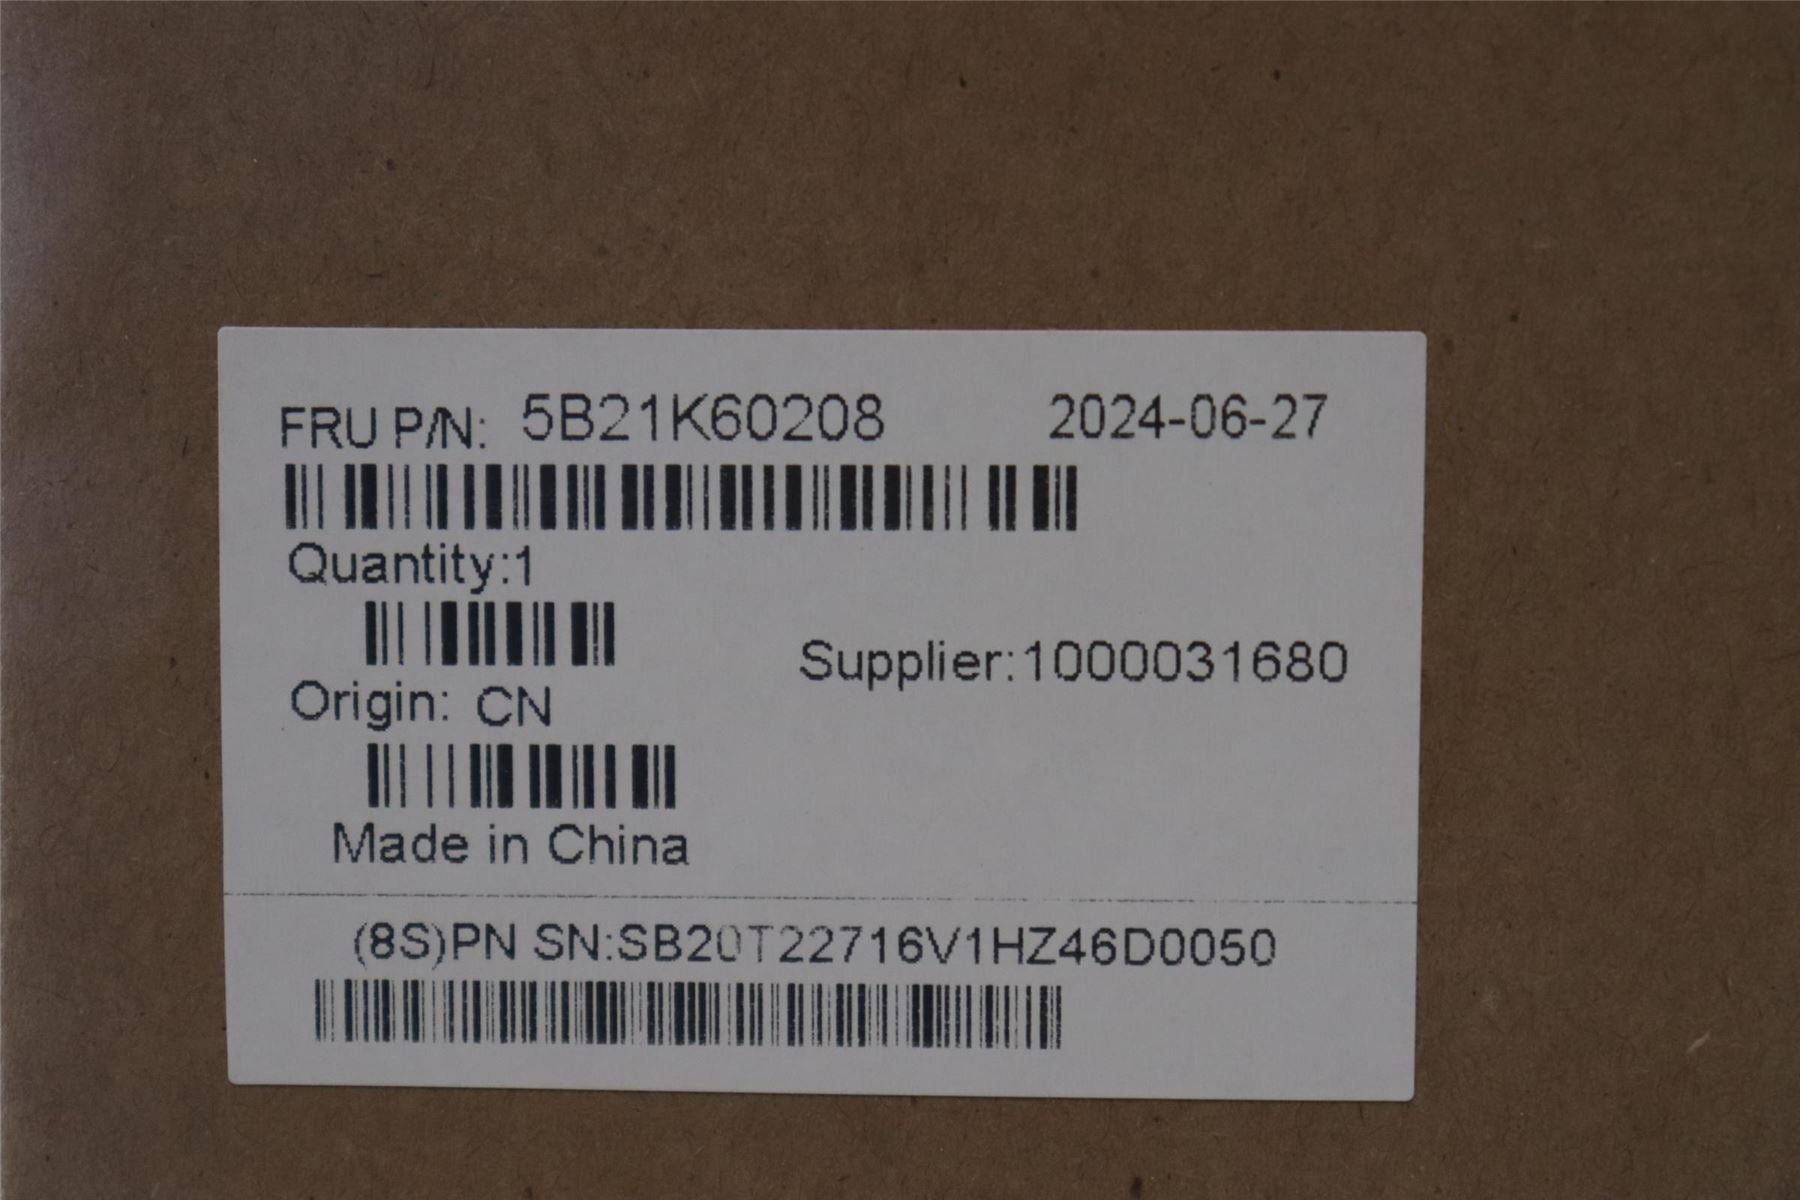 FRU P/N: 5B21K60208 2024-06-27
Quantity:1
Supplier:1000031680
Origin: CN
Made in China
(8S)PN SN:SB20T22716V1HZ46D0050